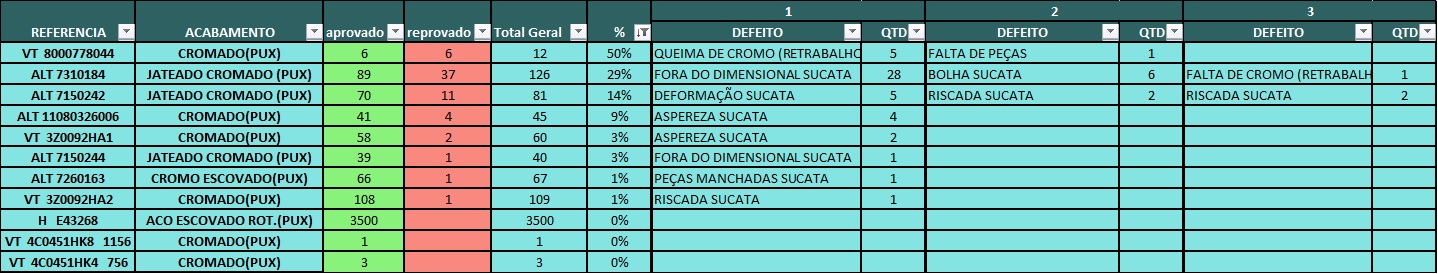 1 2 3
REFERENCIA ACABAMENTO aprovado reprovado Total Geral % DEFEITO QTD DEFEITO QTD DEFEITO QTD
VT 8000778044 CROMADO(PUX) 6 6 12 50% QUEIMA DE CROMO (RETRABALHO 5 FALTA DE PEÇAS 1
ALT 7310184 JATEADO CROMADO (PUX) 89 37 126 29% FORA DO DIMENSIONAL SUCATA 28 BOLHA SUCATA 6 FALTA DE CROMO (RETRABALH 1
ALT 7150242 JATEADO CROMADO (PUX) 70 11 81 14% DEFORMAÇÃO SUCATA 5 RISCADA SUCATA 2 RISCADA SUCATA 2
ALT 11080326006 CROMADO(PUX) 41 4 45 9% ASPEREZA SUCATA 4
VT 3Z0092HA1 CROMADO(PUX) 58 2 60 3% ASPEREZA SUCATA 2
ALT 7150244 JATEADO CROMADO (PUX) 39 1 40 3% FORA DO DIMENSIONAL SUCATA 1
ALT 7260163 CROMO ESCOVADO(PUX) 66 1 67 1% PEÇAS MANCHADAS SUCATA 1
VT 3Z0092HA2 CROMADO(PUX) 108 1 109 1% RISCADA SUCATA 1
H E43268 ACO ESCOVADO ROT.(PUX) 3500 3500 0%
VT 4C0451HK8 1156 CROMADO(PUX) 1 1 0%
VT 4C0451HK4 756 CROMADO(PUX) 3 3 0%